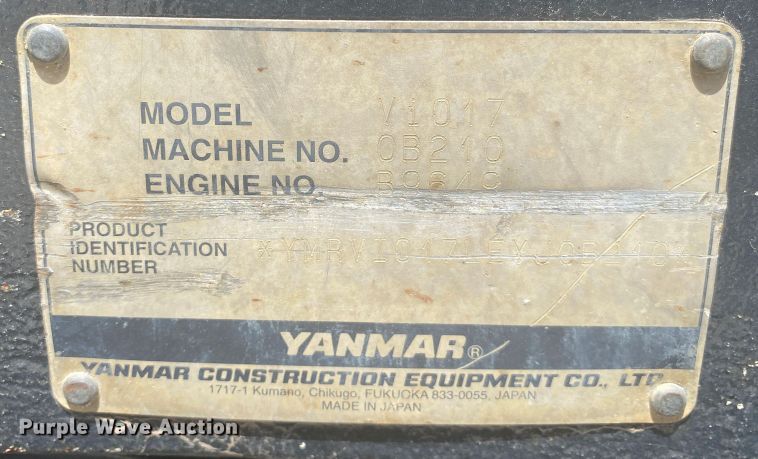 MODEL ViO17
MACHINE NO. 0B210
ENGINE NO.
PRODUCT
IDENTIFICATION
NUMBER
YANMAR®
YANMAR CONSTRUCTION EQUIPMENT CO., LTD.
1717-1 Kumano, Chikugo, FUKUOKA 833-0055, JAPAN
MADE IN JAPAN
Purple Wave Auction